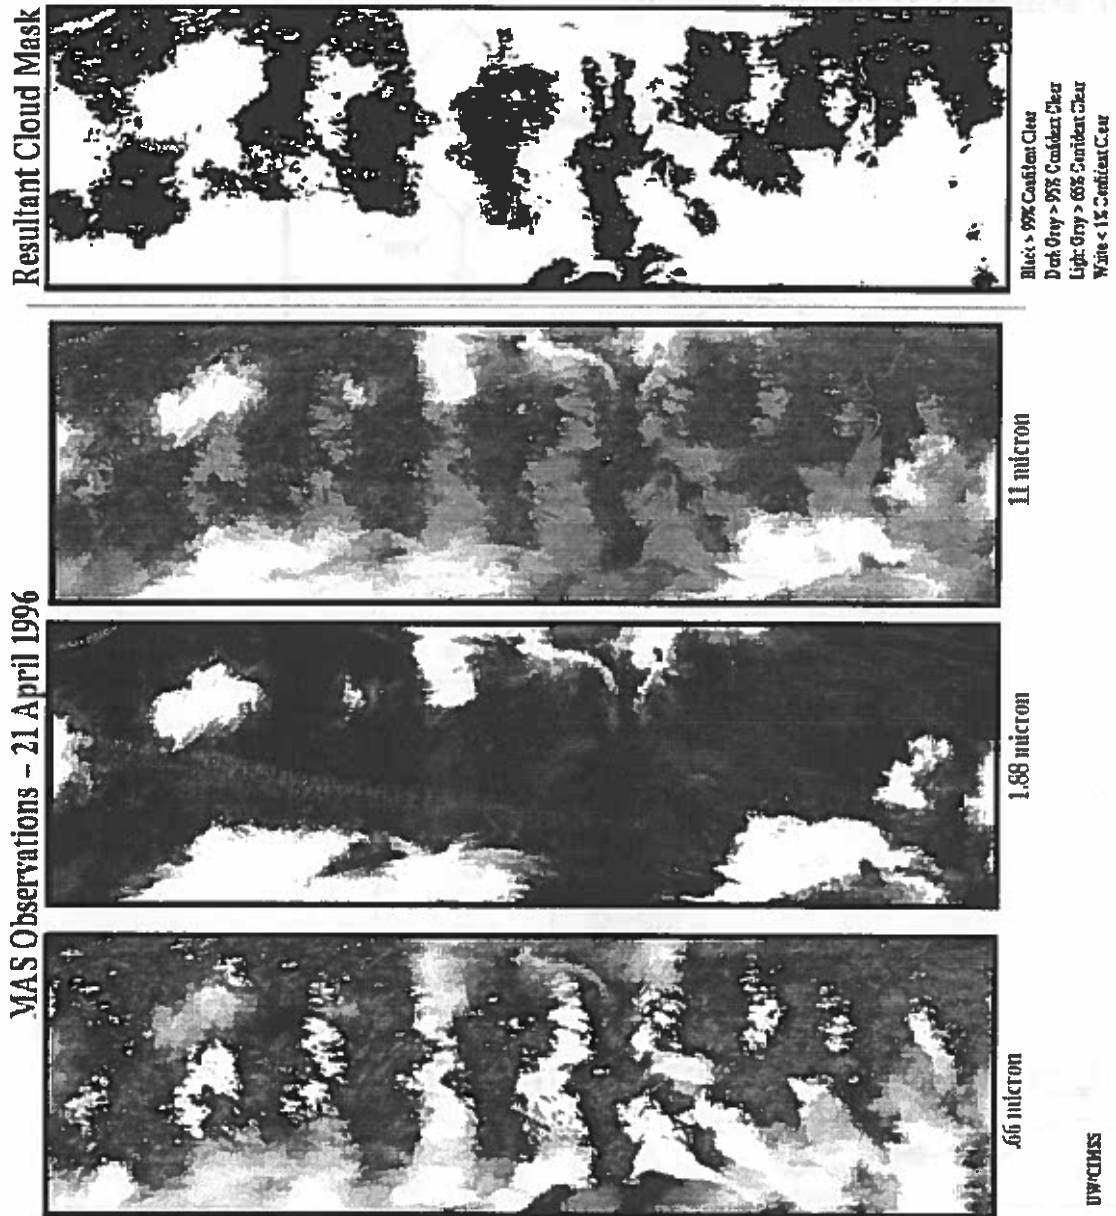 MAS Observations – 21 April 1996
Resultant Cloud Mask
.66 micron
1.88 micron
11 micron
Black > 99% Confident Clear
Dark Gray > 95% Confident Clear
Light Gray > 66% Confident Clear
White < 1% Confident Clear
UW/CIMSS